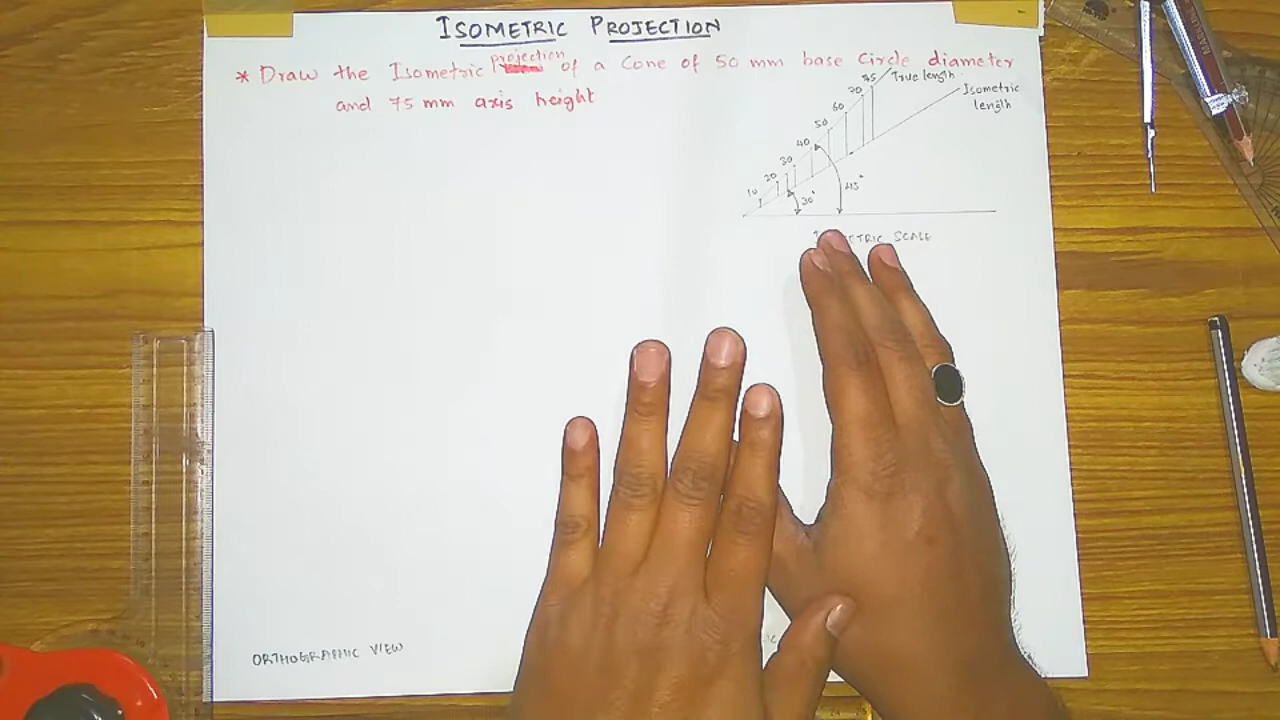 ISOMETRIC PROJECTION
* Draw the Isometric projection of a Cone of 50 mm base Circle diameter
and 75 mm axis height
75 True length
70
60
50
40
30
20
10
Isometric
length
45°
30°
SCALE
ORTHOGRAPHIC VIEW